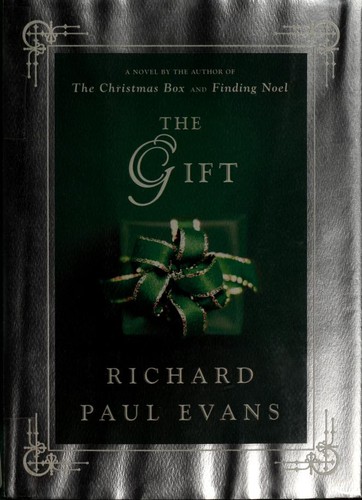 A NOVEL BY THE AUTHOR OF
The Christmas Box AND Finding Noel
THE
GIFT
RICHARD
PAUL EVANS